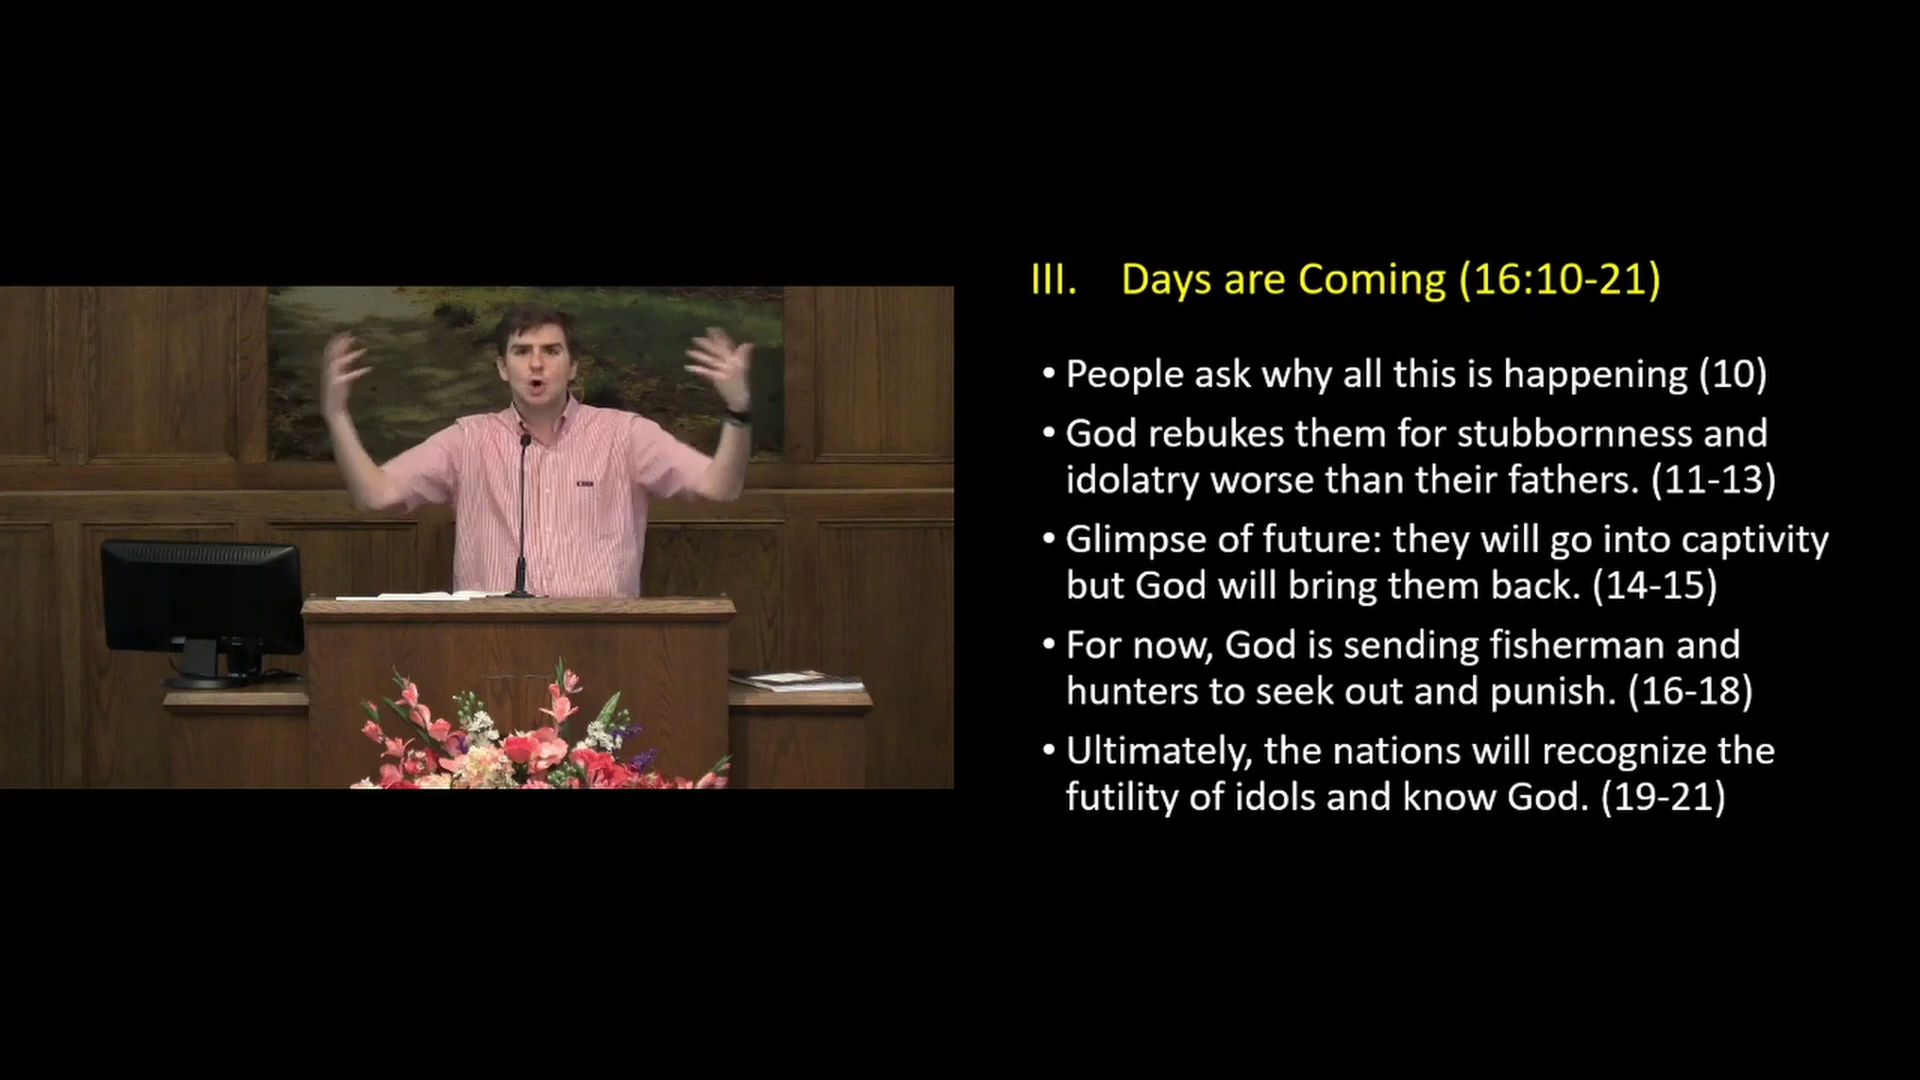 III. Days are Coming (16:10-21)
• People ask why all this is happening (10)
• God rebukes them for stubbornness and
idolatry worse than their fathers. (11-13)
• Glimpse of future: they will go into captivity
but God will bring them back. (14-15)
• For now, God is sending fisherman and
hunters to seek out and punish. (16-18)
• Ultimately, the nations will recognize the
futility of idols and know God. (19-21)